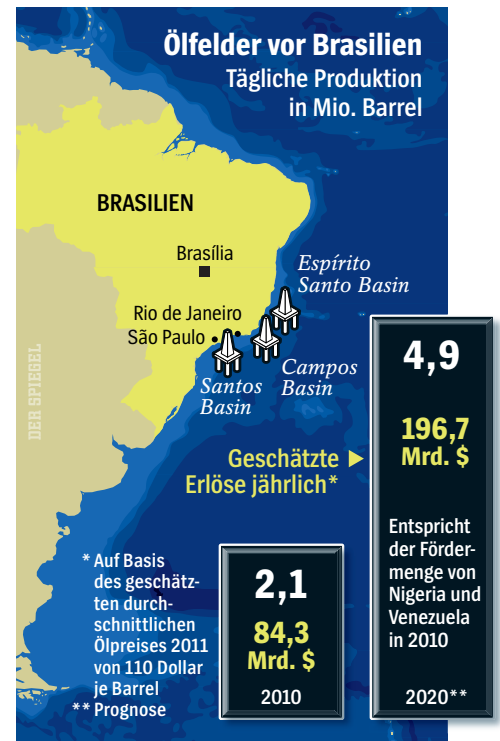 Ölfelder vor Brasilien
Tägliche Produktion
in Mio. Barrel
BRASILIEN
Brasília
Espírito
Santo Basin
Rio de Janeiro
São Paulo
Campos
Basin
Santos
Basin
DER SPIEGEL
Geschätzte
Erlöse jährlich*
4,9
196,7
Mrd. $
Entspricht
der Förder-
menge von
Nigeria und
Venezuela
in 2010
2020**
2,1
84,3
Mrd. $
2010
* Auf Basis
des geschätz-
ten durch-
schnittlichen
Ölpreises 2011
von 110 Dollar
je Barrel
** Prognose